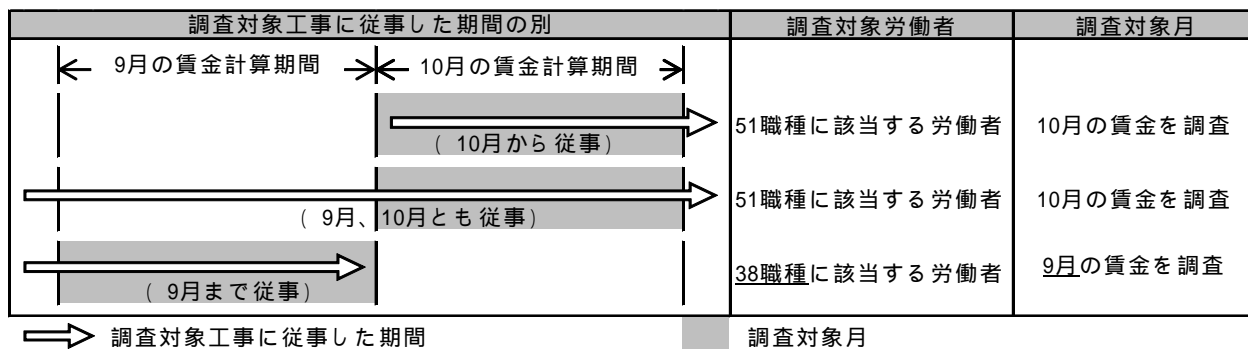 調査対象工事に従事した期間の別 調査対象労働者 調査対象月
9月の賃金計算期間 10月の賃金計算期間
51職種に該当する労働者 10月の賃金を調査
(10月から従事)
51職種に該当する労働者 10月の賃金を調査
(9月、10月とも従事)
38職種に該当する労働者 9月の賃金を調査
(9月まで従事)
調査対象工事に従事した期間 調査対象月